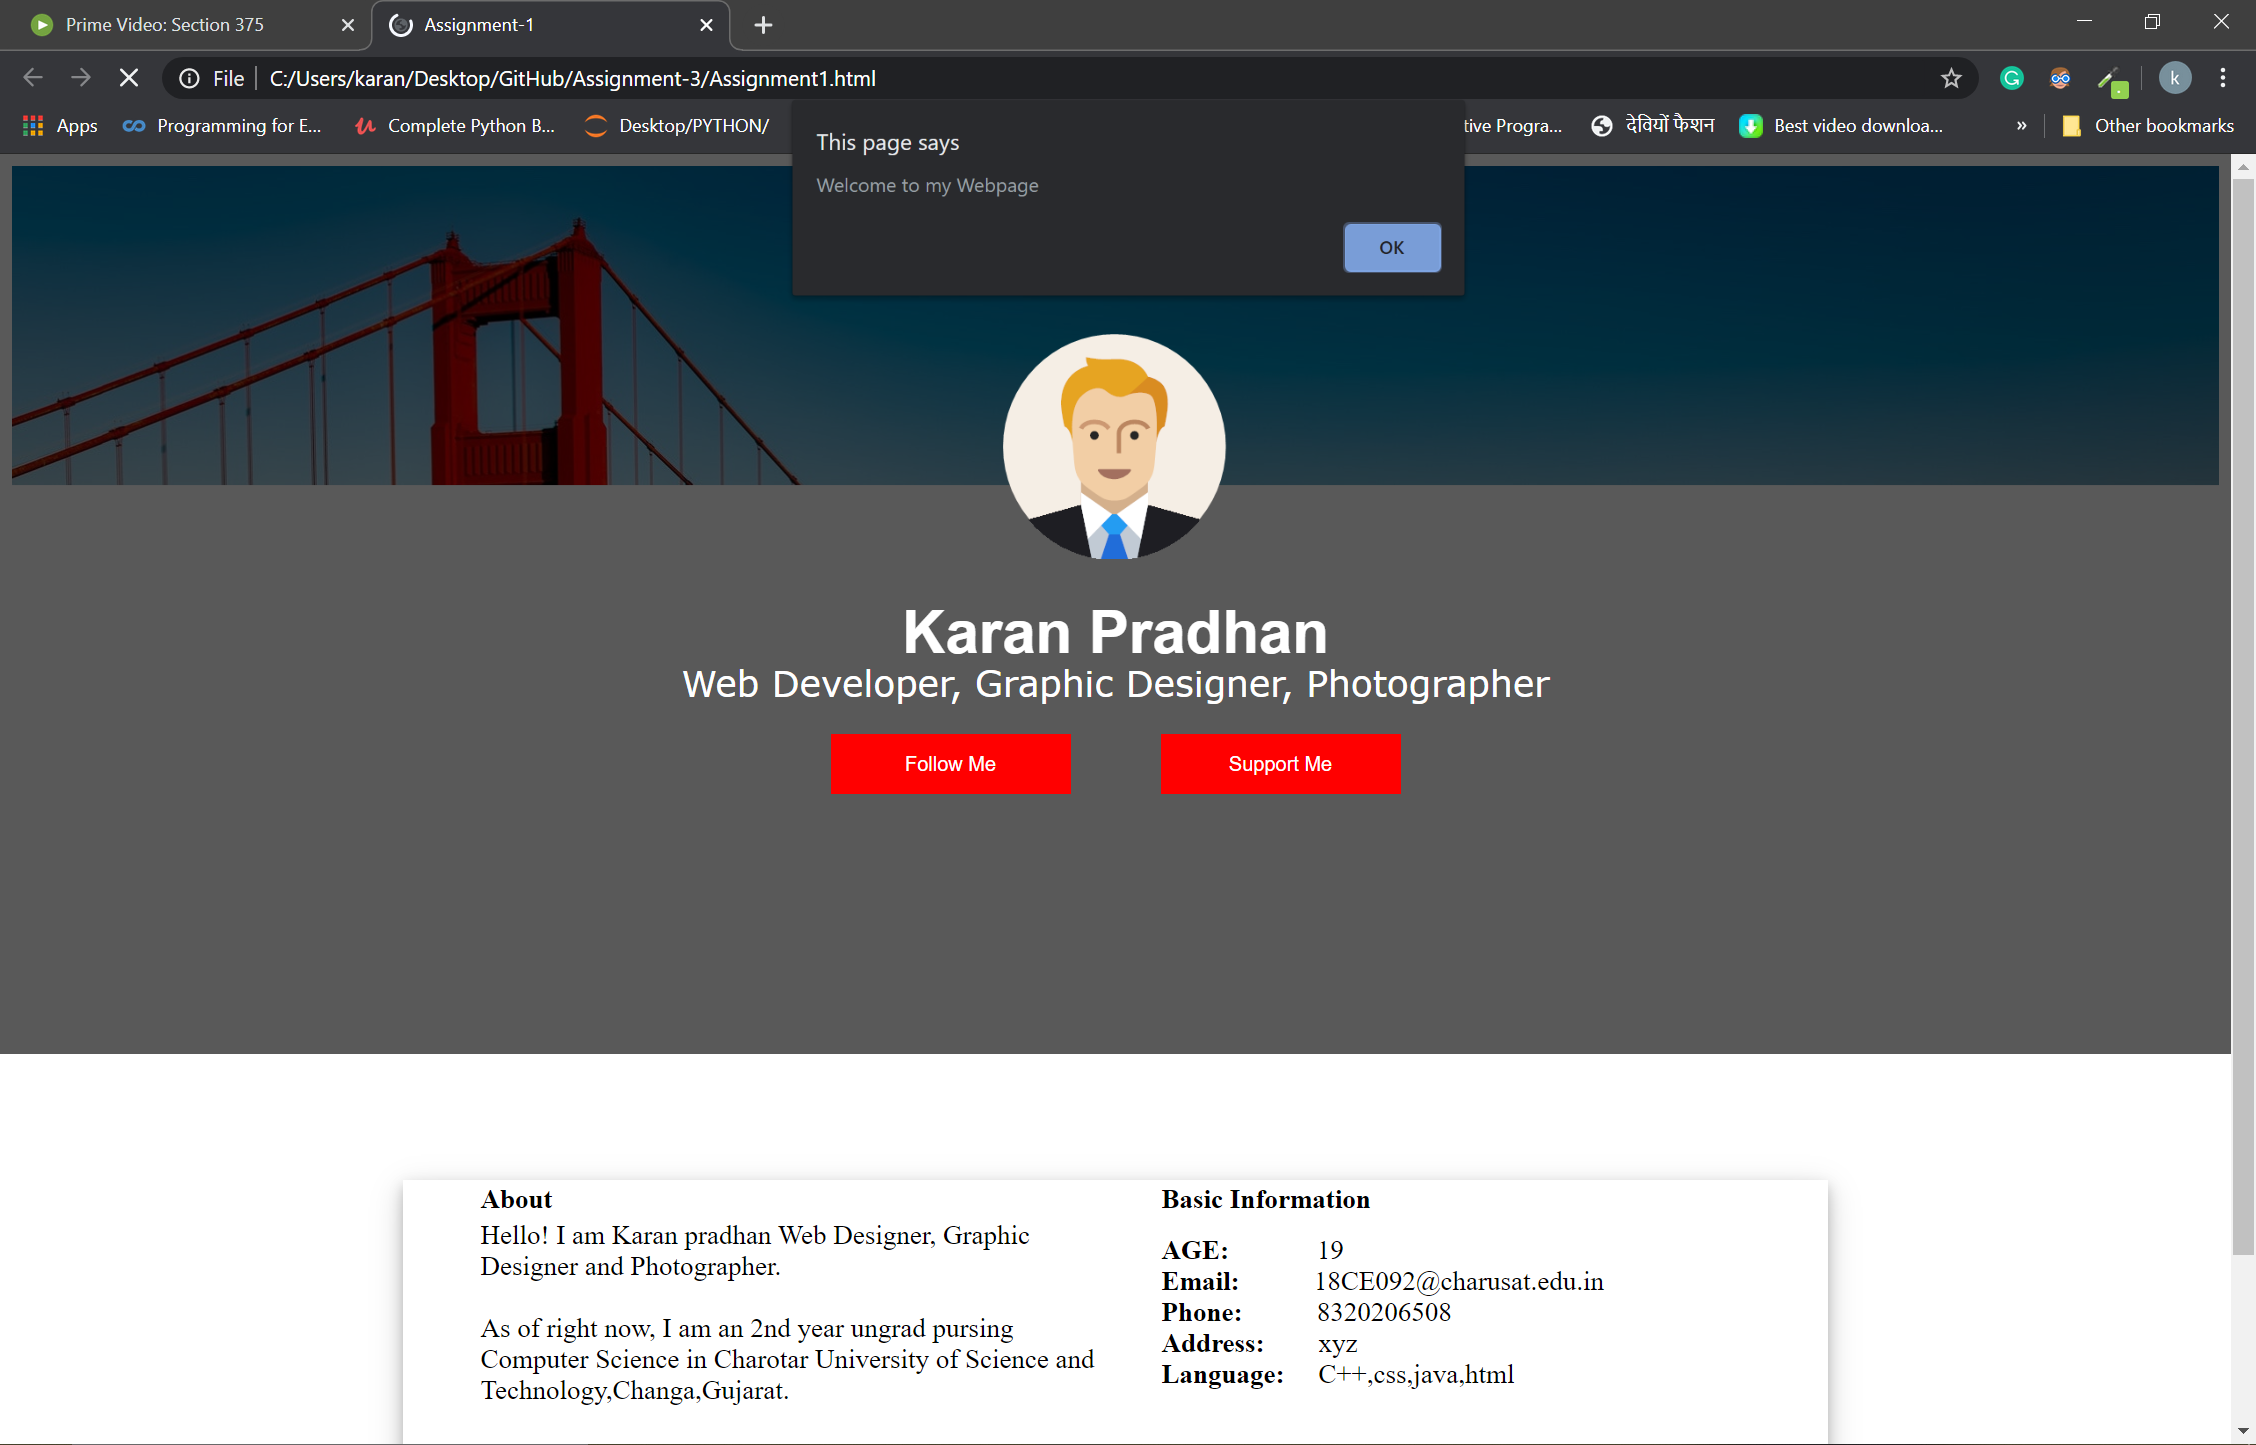 Prime Video: Section 375
Assignment-1
File C:/Users/karan/Desktop/GitHub/Assignment-3/Assignment1.html
k
Apps Programming for E... Complete Python B... Desktop/PYTHON/ tive Progra... देवियों फैशन Best video downloa... » Other bookmarks
This page says
Welcome to my Webpage
OK
Karan Pradhan
Web Developer, Graphic Designer, Photographer
Follow Me Support Me
About
Hello! I am Karan pradhan Web Designer, Graphic
Designer and Photographer.
As of right now, I am an 2nd year ungrad pursing
Computer Science in Charotar University of Science and
Technology,Changa,Gujarat.
Basic Information
AGE: 19
Email: 18CE092@charusat.edu.in
Phone: 8320206508
Address: xyz
Language: C++,css,java,html